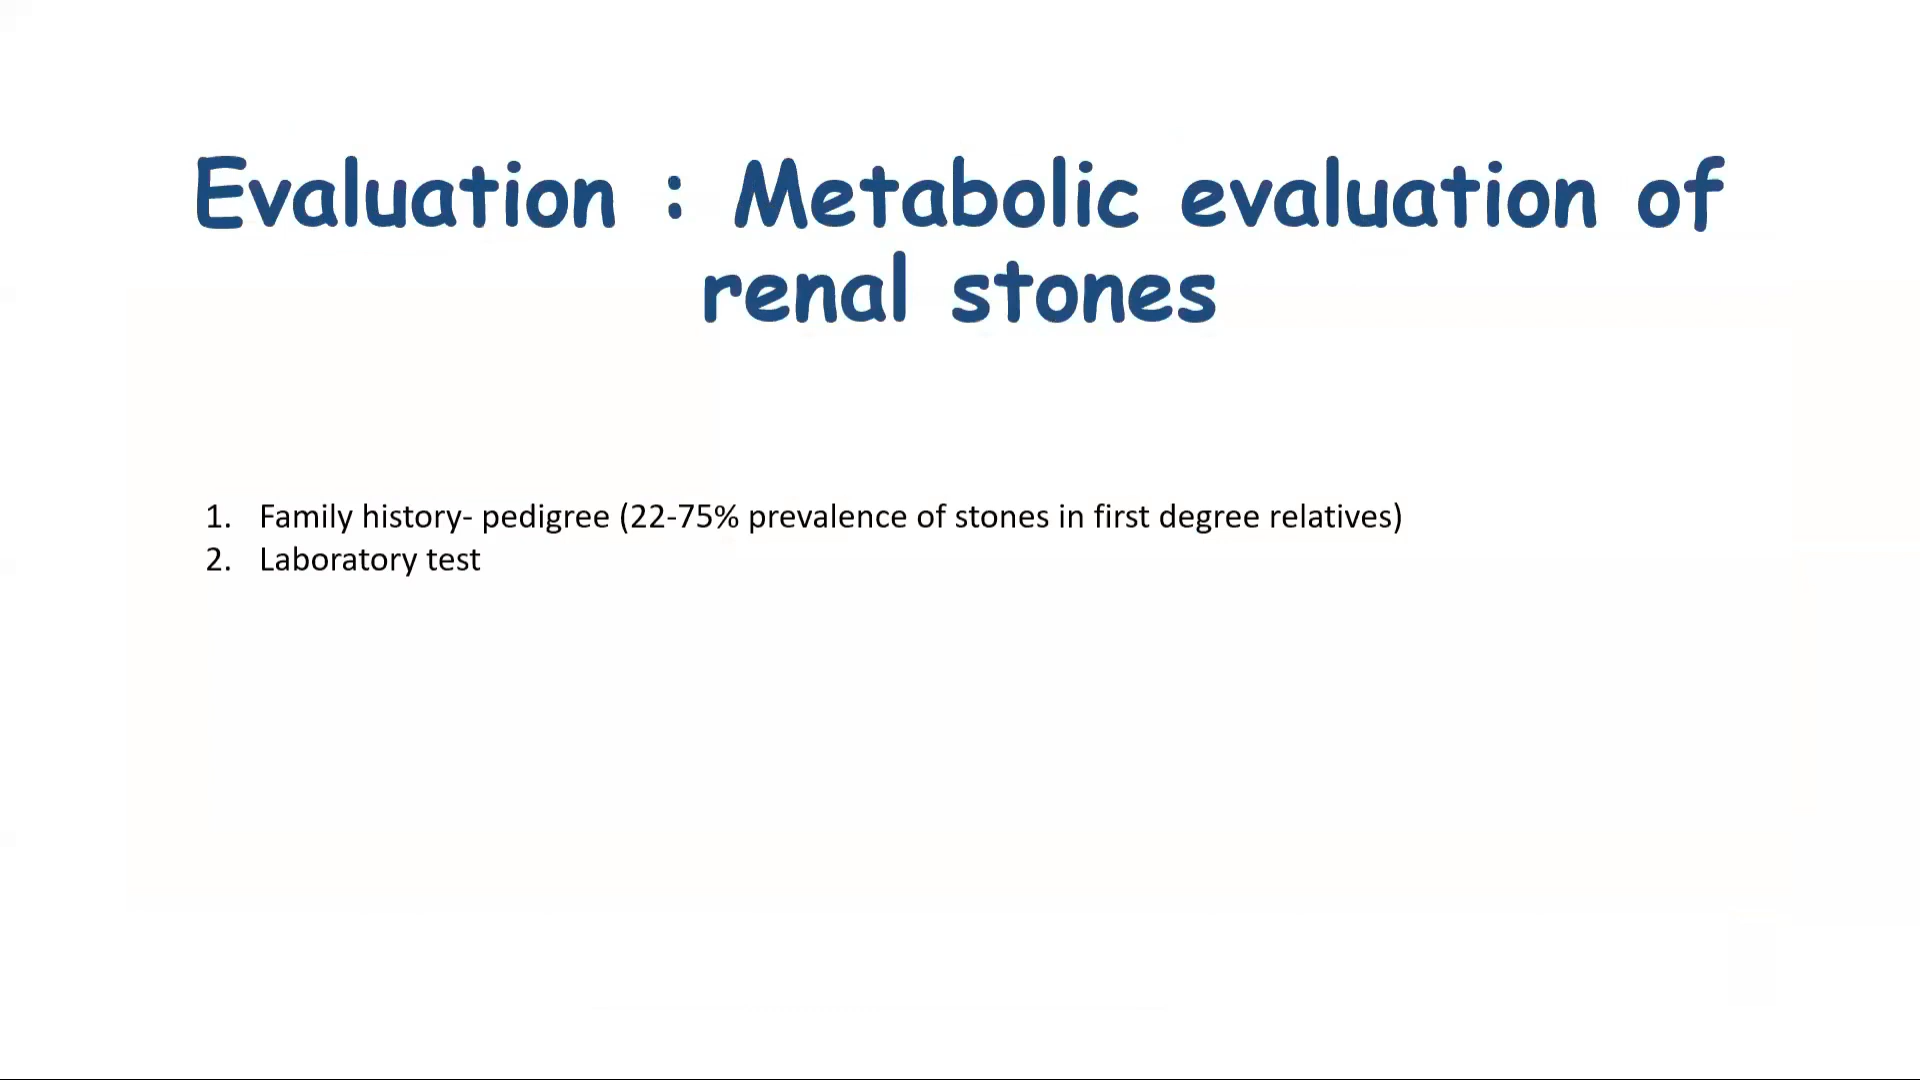 Evaluation : Metabolic evaluation of
renal stones
1. Family history- pedigree (22-75% prevalence of stones in first degree relatives)
2. Laboratory test